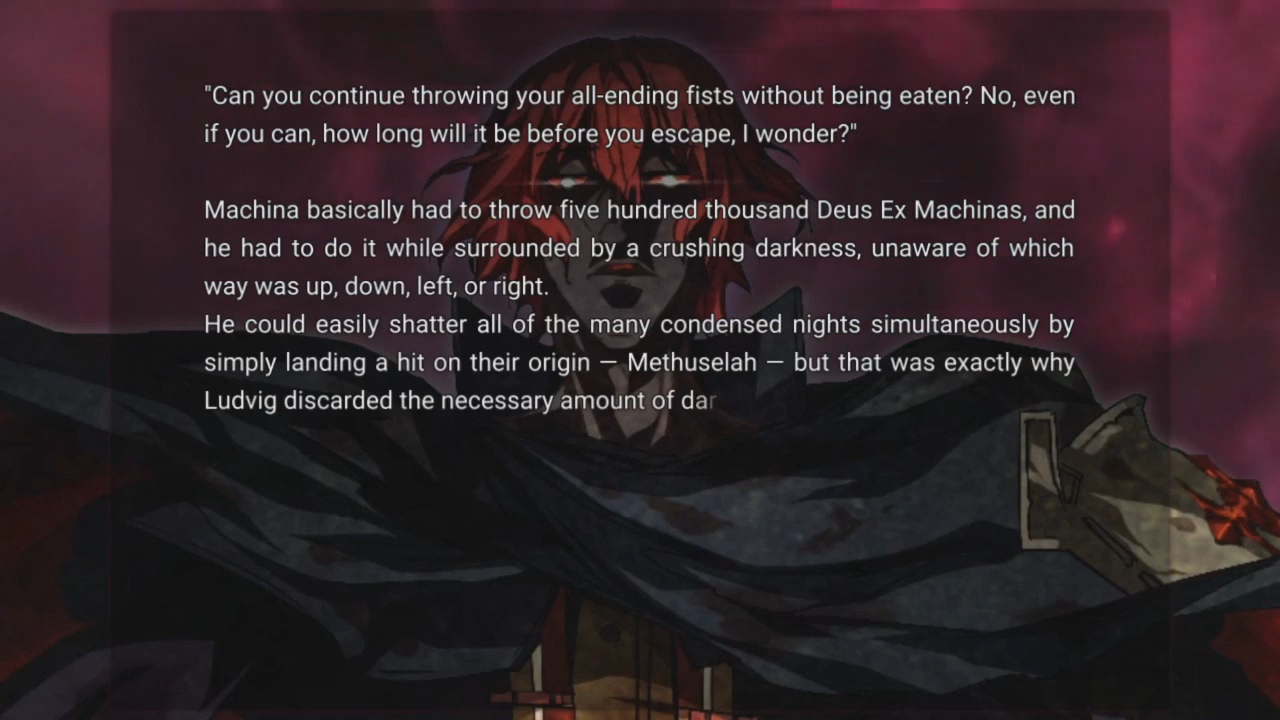 "Can you continue throwing your all-ending fists without being eaten? No, even
if you can, how long will it be before you escape, I wonder?"
Machina basically had to throw five hundred thousand Deus Ex Machinas, and
he had to do it while surrounded by a crushing darkness, unaware of which
way was up, down, left, or right.
He could easily shatter all of the many condensed nights simultaneously by
simply landing a hit on their origin — Methuselah — but that was exactly why
Ludvig discarded the necessary amount of dar